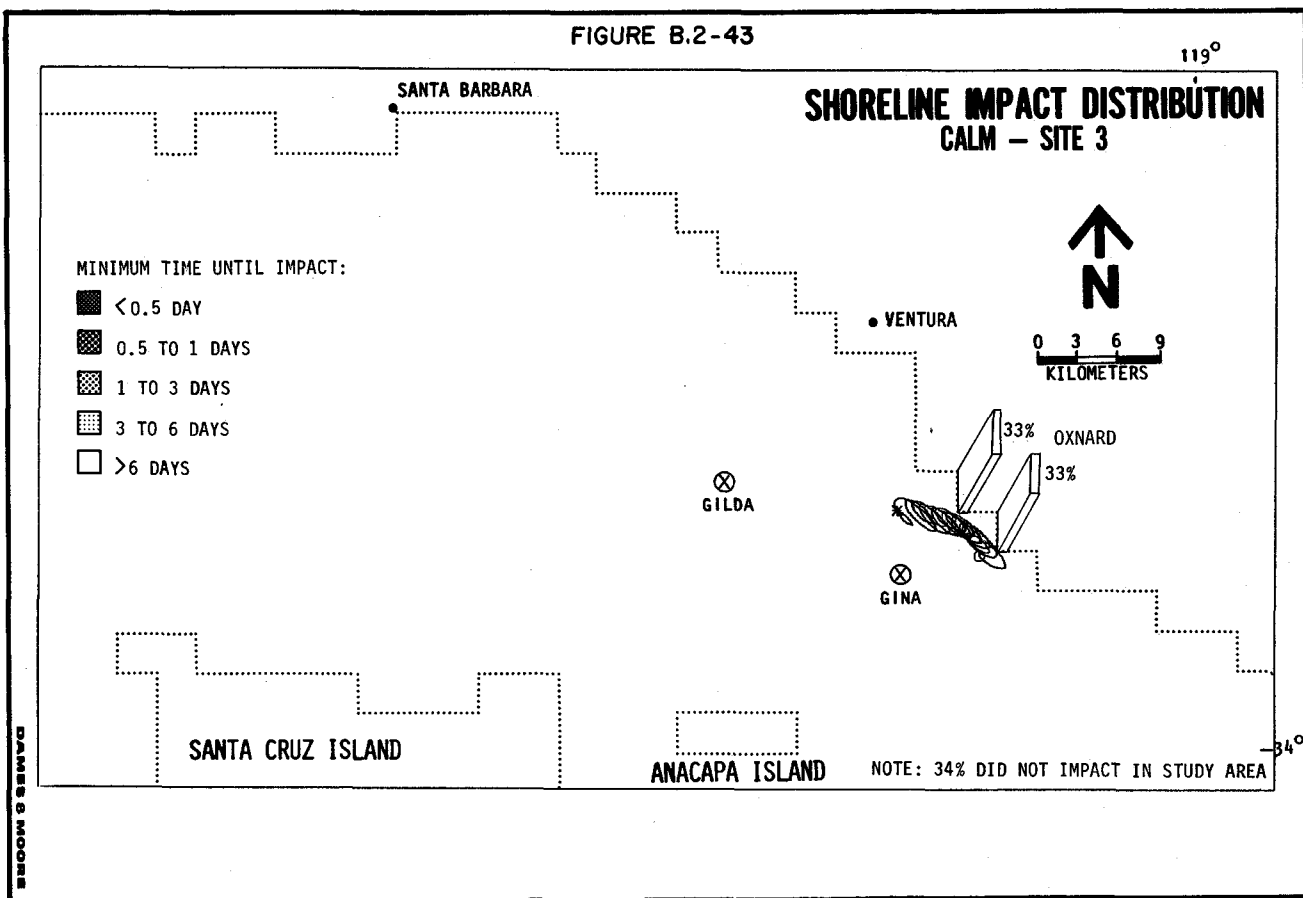 FIGURE B.2-43
119°
SANTA BARBARA
SHORELINE IMPACT DISTRIBUTION
CALM — SITE 3
MINIMUM TIME UNTIL IMPACT:
<0.5 DAY
0.5 TO 1 DAYS
1 TO 3 DAYS
3 TO 6 DAYS
>6 DAYS
N
VENTURA
0 3 6 9
KILOMETERS
33% OXNARD
33%
GILDA
GINA
SANTA CRUZ ISLAND
ANACAPA ISLAND
34°
NOTE: 34% DID NOT IMPACT IN STUDY AREA
DAMES & MOORE